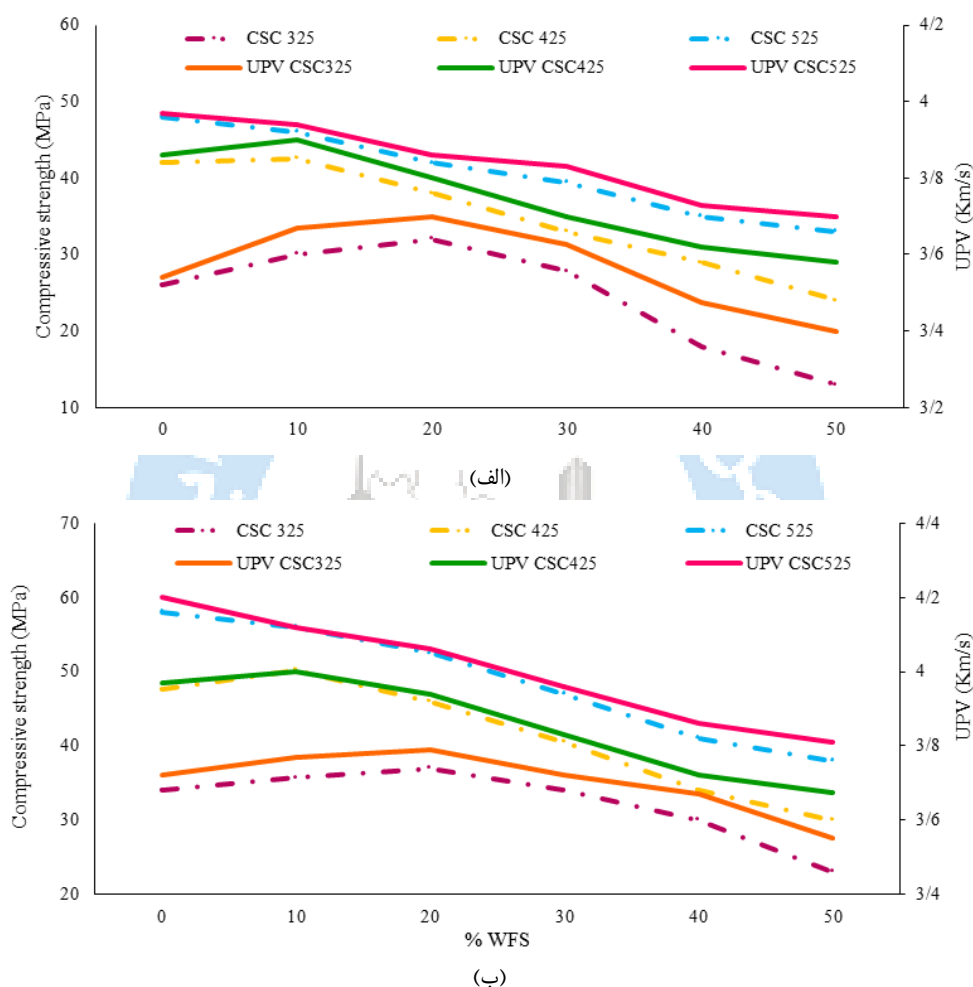 60
50
40
30
20
10
Compressive strength (MPa)
CSC 325
CSC 425
CSC 525
UPV CSC325
UPV CSC425
UPV CSC525
4/2
4
3/8
3/6
3/4
3/2
UPV (Km/s)
0 10 20 30 40 50
(الف)
70
60
50
40
30
20
Compressive strength (MPa)
CSC 325
CSC 425
CSC 525
UPV CSC325
UPV CSC425
UPV CSC525
4/4
4/2
4
3/8
3/6
3/4
UPV (Km/s)
0 10 20 30 40 50
% WFS
(ب)